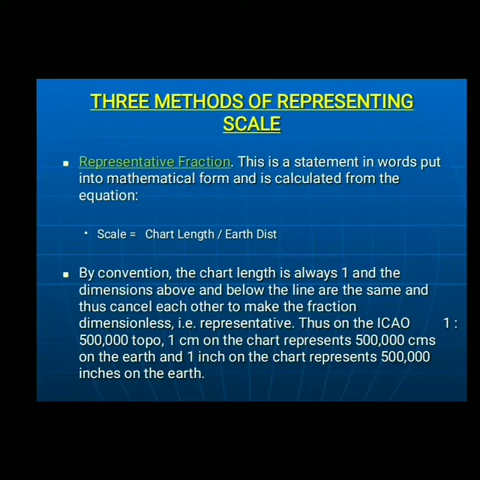 THREE METHODS OF REPRESENTING
SCALE
Representative Fraction. This is a statement in words put
into mathematical form and is calculated from the
equation:
Scale = Chart Length / Earth Dist
By convention, the chart length is always 1 and the
dimensions above and below the line are the same and
thus cancel each other to make the fraction
dimensionless, i.e. representative. Thus on the ICAO 1 :
500,000 topo, 1 cm on the chart represents 500,000 cms
on the earth and 1 inch on the chart represents 500,000
inches on the earth.